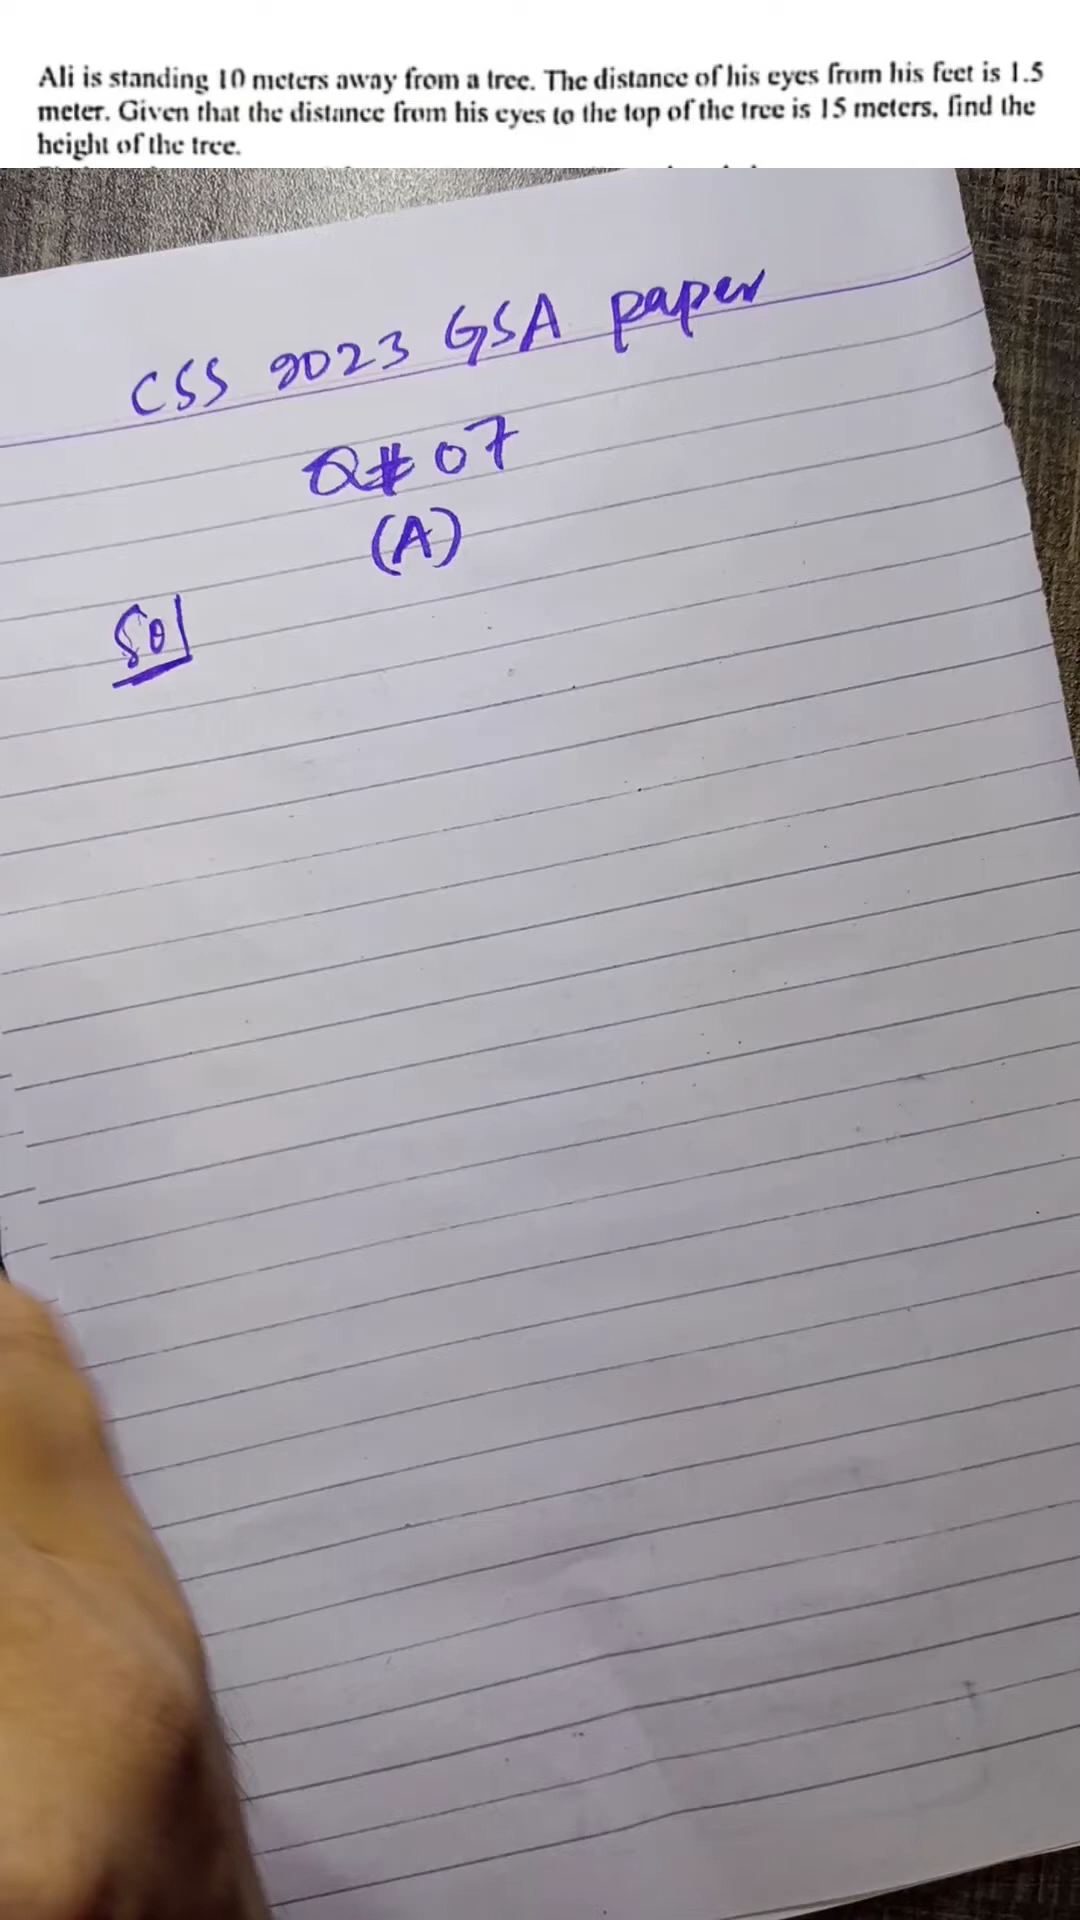 Ali is standing 10 meters away from a tree. The distance of his eyes from his feet is 1.5
meter. Given that the distance from his eyes to the top of the tree is 15 meters, find the
height of the tree.
CSS 2023 GSA paper
Q# 07
(A)
Sol